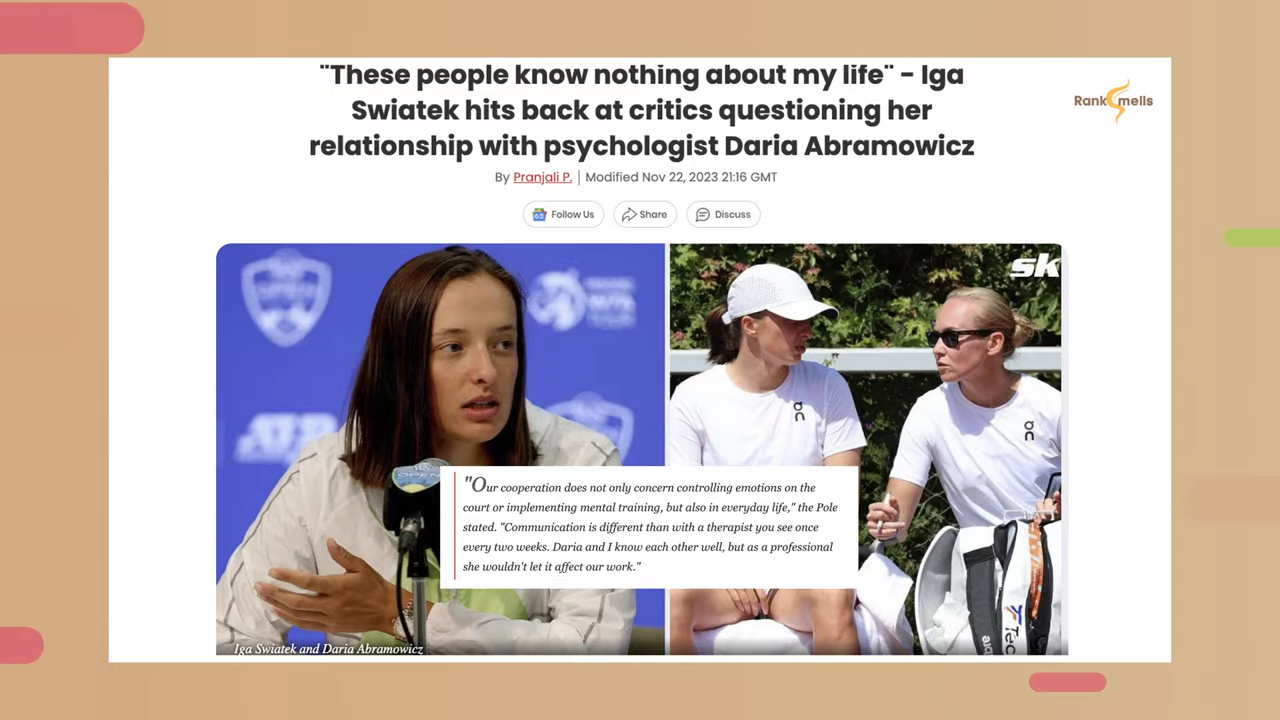 ¨These people know nothing about my life¨ - Iga
Swiatek hits back at critics questioning her
relationship with psychologist Daria Abramowicz
Rank mells
By Pranjali P. | Modified Nov 22, 2023 21:16 GMT
Follow Us
Share
Discuss
sk
ATP
"Our cooperation does not only concern controlling emotions on the
court or implementing mental training, but also in everyday life," the Pole
stated. "Communication is different than with a therapist you see once
every two weeks. Daria and I know each other well, but as a professional
she wouldn't let it affect our work."
Iga Swiatek and Daria Abramowicz